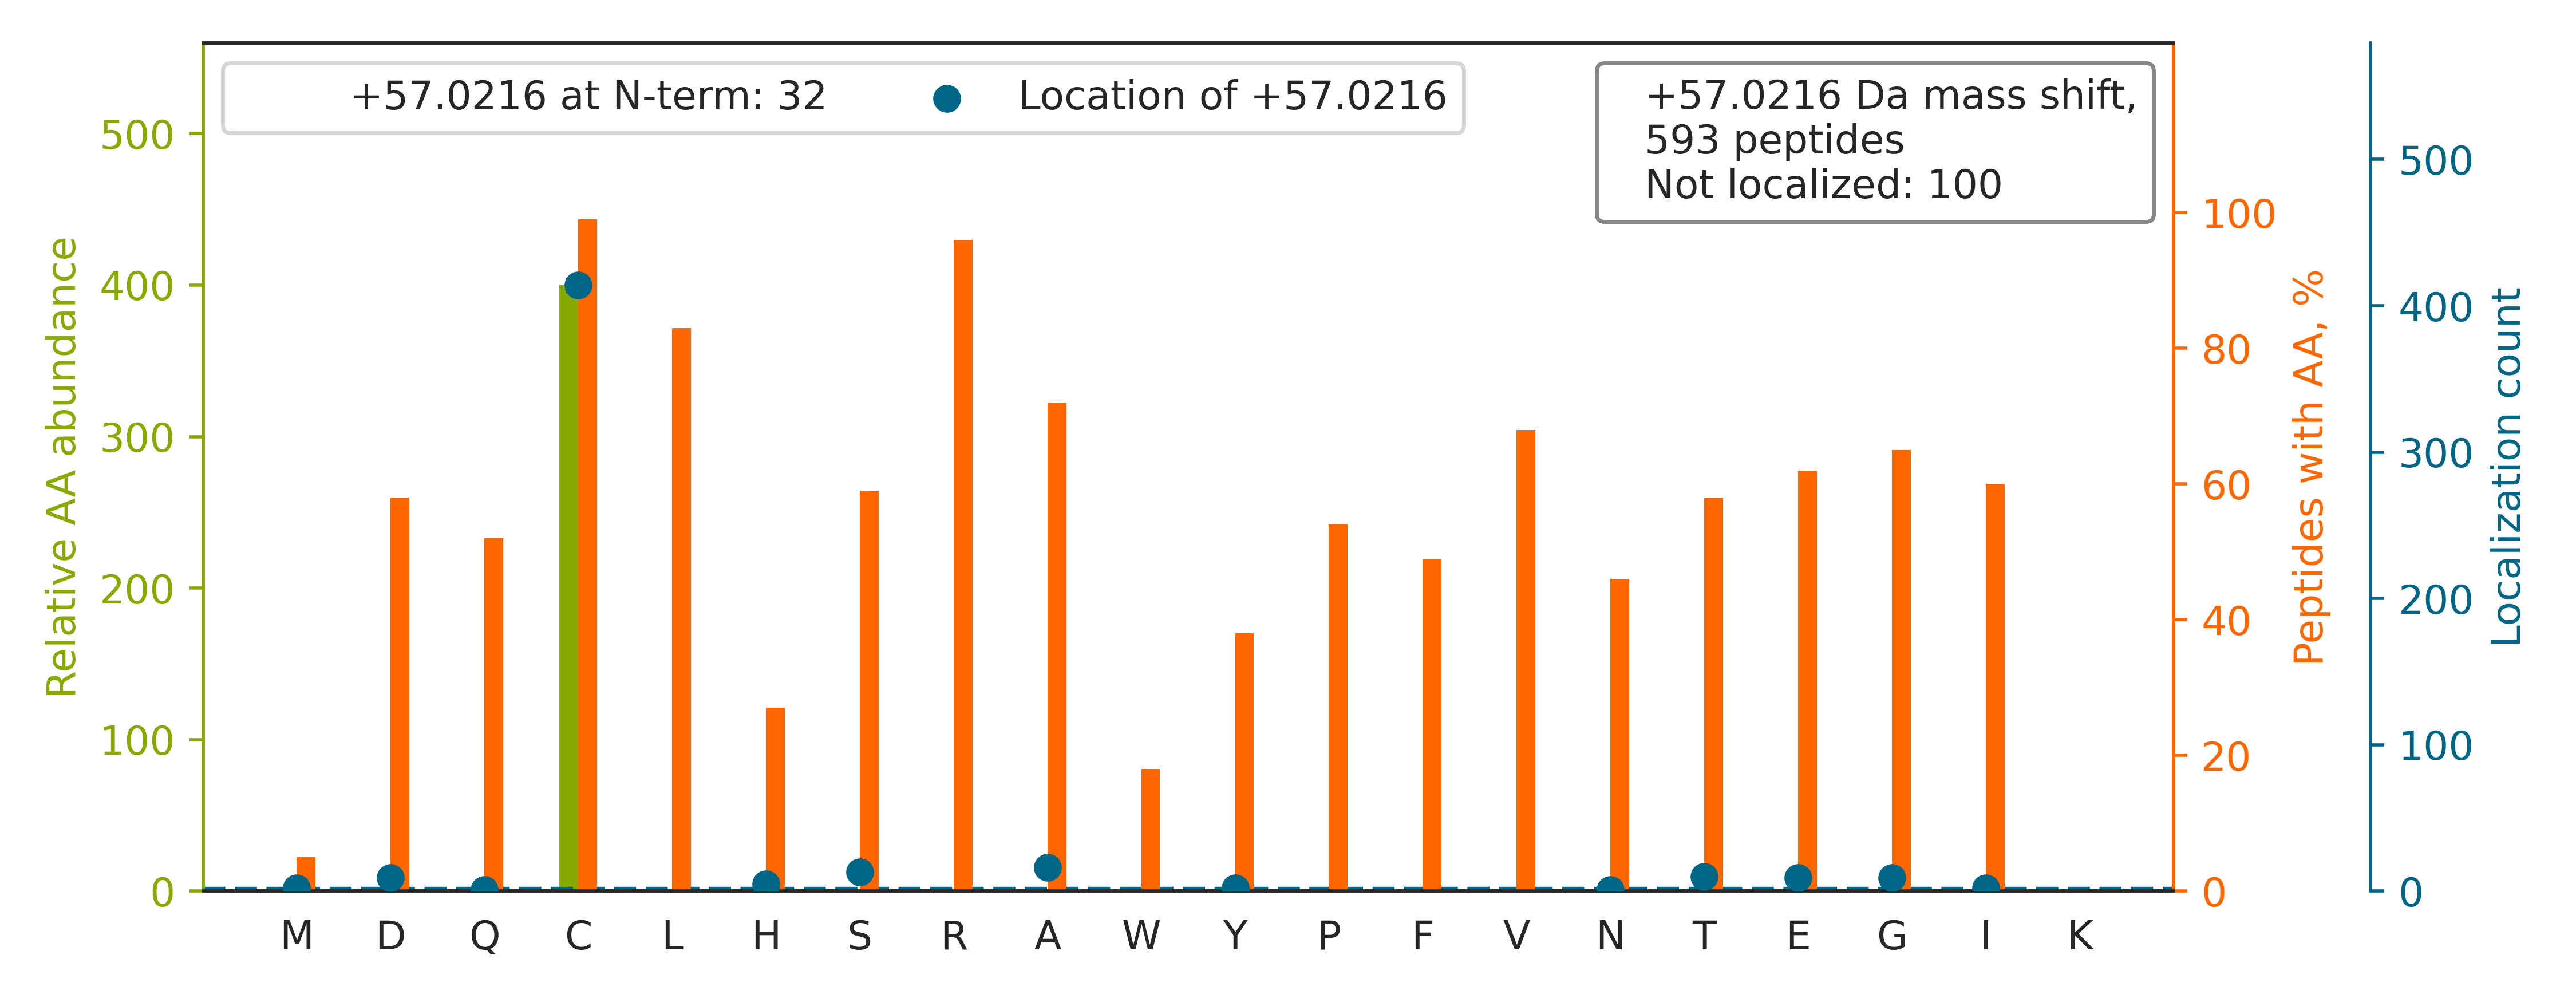 +57.0216 at N-term: 32
Location of +57.0216
+57.0216 Da mass shift,
593 peptides
Not localized: 100
Relative AA abundance
500
400
300
200
100
0
M D Q C L H S R A W Y P F V N T E G I K
100
80
60
40
20
0
Peptides with AA, %
500
400
300
200
100
0
Localization count